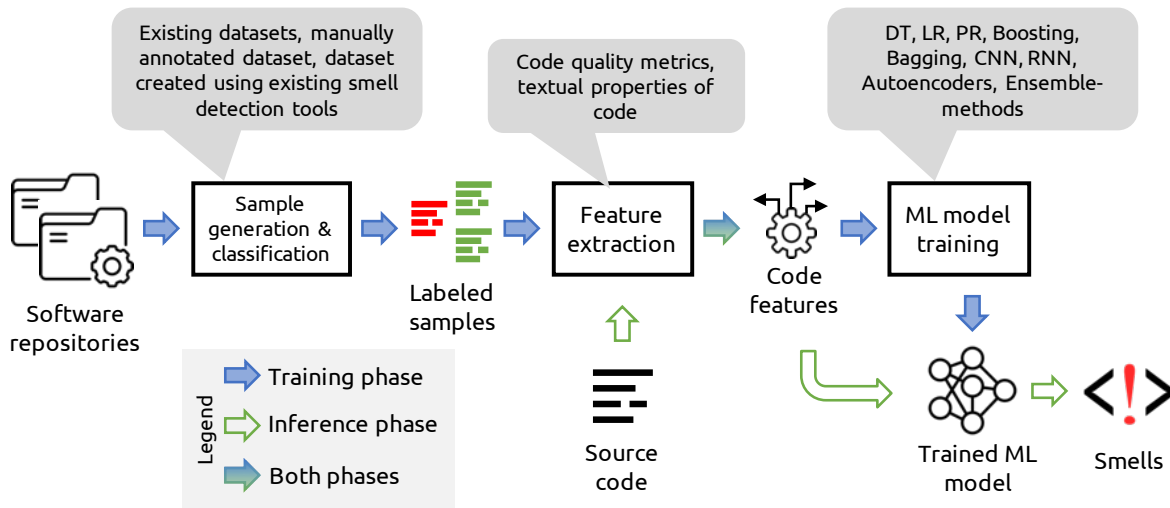 Existing datasets, manually
annotated dataset, dataset
created using existing smell
detection tools
Code quality metrics,
textual properties of
code
DT, LR, PR, Boosting,
Bagging, CNN, RNN,
Autoencoders, Ensemble-
methods
Sample
generation &
classification
Feature
extraction
ML model
training
Software
repositories
Labeled
samples
Code
features
Legend
Training phase
Inference phase
Both phases
Source
code
Trained ML
model
<!>
Smells